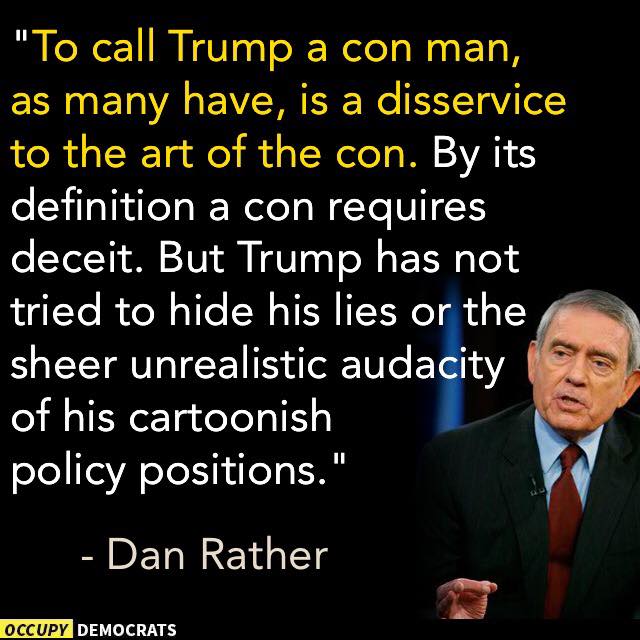 "To call Trump a con man,
as many have, is a disservice
to the art of the con. By its
definition a con requires
deceit. But Trump has not
tried to hide his lies or the
sheer unrealistic audacity
of his cartoonish
policy positions."
- Dan Rather
OCCUPY DEMOCRATS